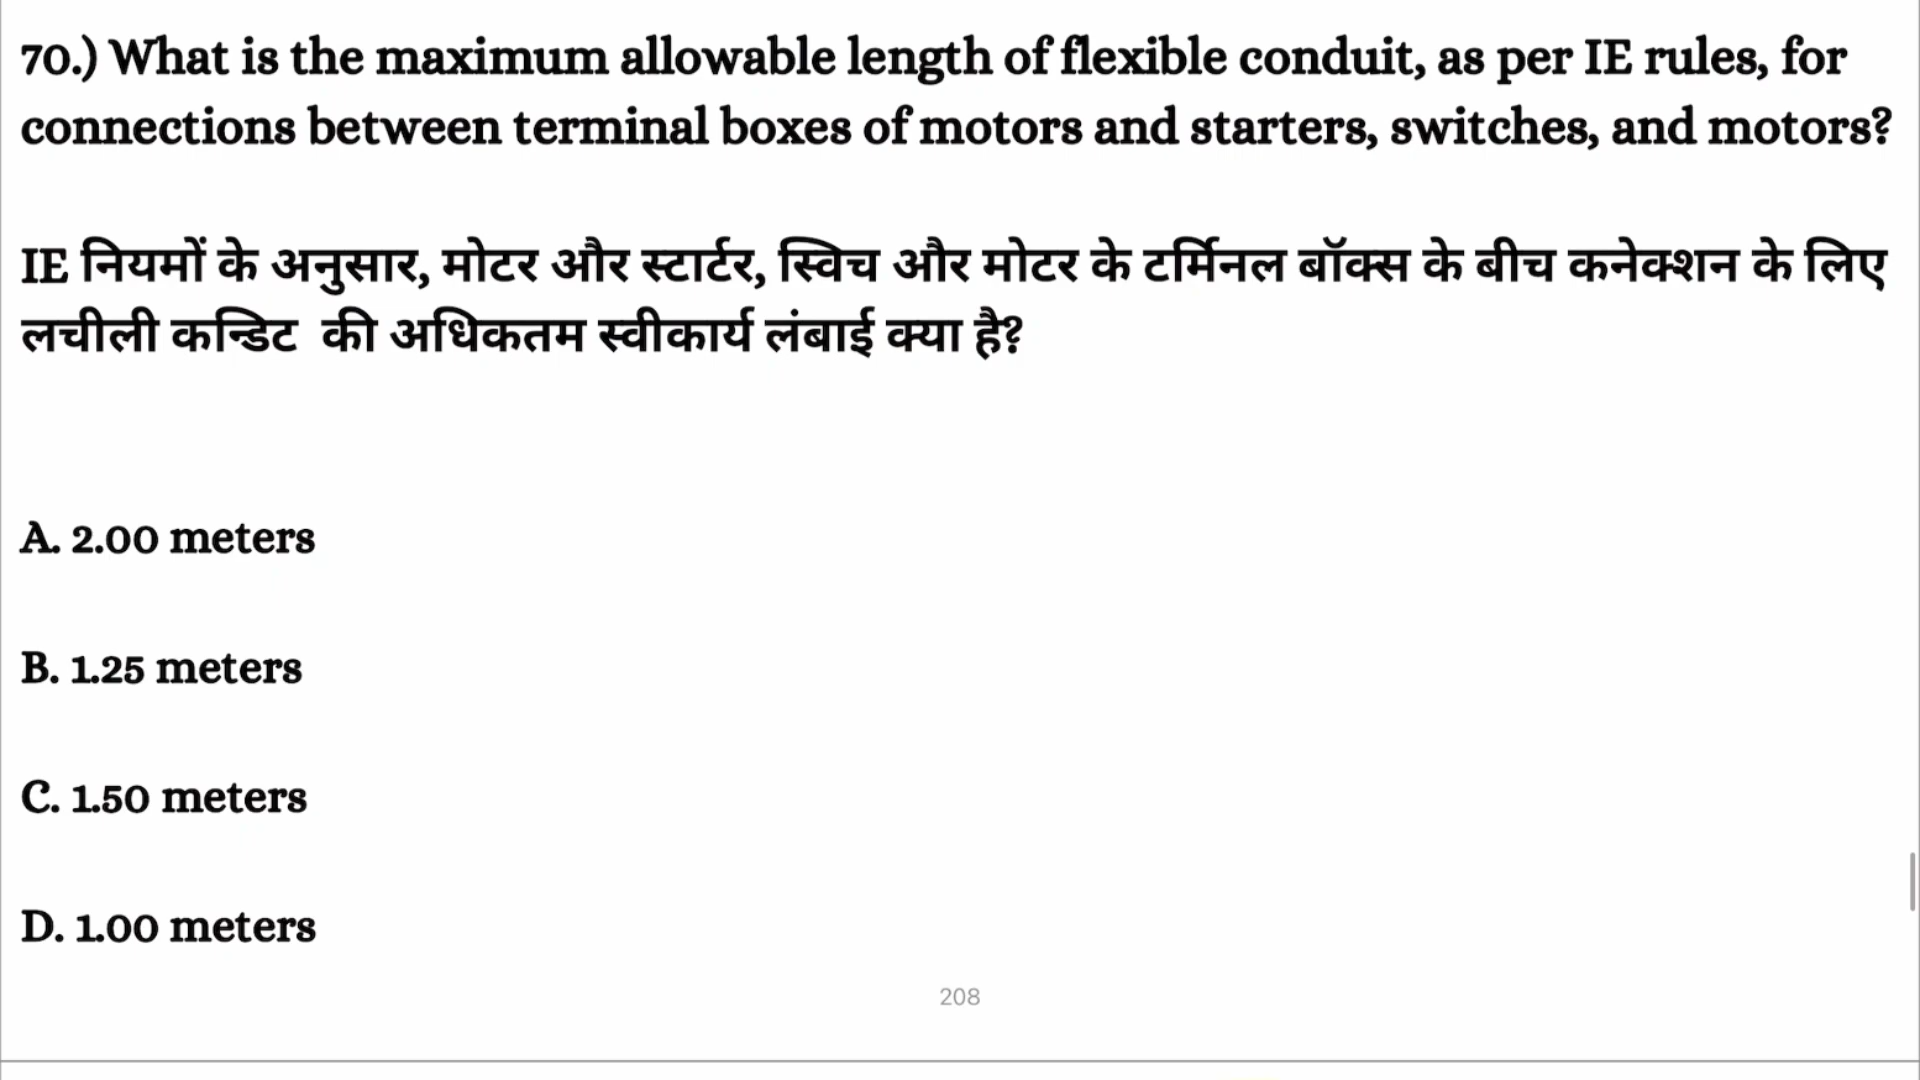 70.) What is the maximum allowable length of flexible conduit, as per IE rules, for
connections between terminal boxes of motors and starters, switches, and motors?
IE नियमों के अनुसार, मोटर और स्टार्टर, स्विच और मोटर के टर्मिनल बॉक्स के बीच कनेक्शन के लिए
लचीली कन्डिट की अधिकतम स्वीकार्य लंबाई क्या है?
A. 2.00 meters
B. 1.25 meters
C. 1.50 meters
D. 1.00 meters
208